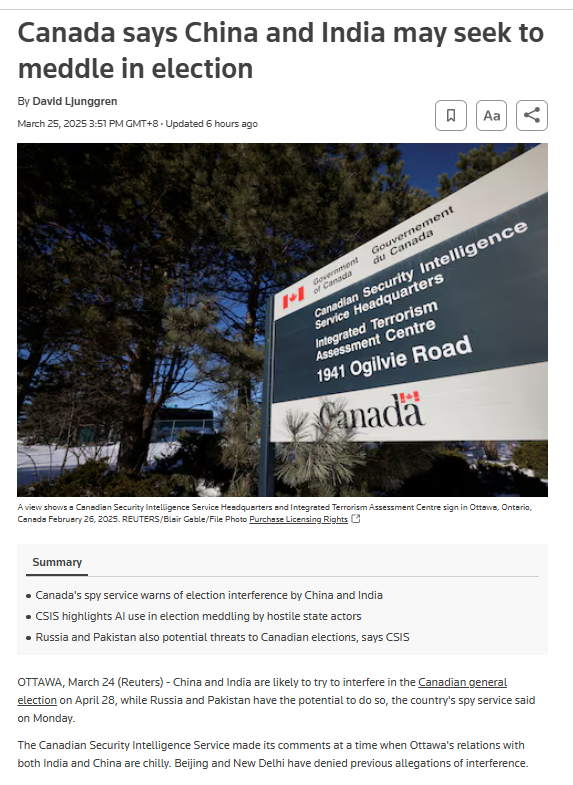 Canada says China and India may seek to
meddle in election
By David Ljunggren
March 25, 2025 3:51 PM GMT+8 · Updated 6 hours ago
Aa
Government
of Canada
Gouvernement
du Canada
Canadian Security Intelligence
Service Headquarters
Integrated Terrorism
Assessment Centre
1941 Ogilvie Road
Canada
A view shows a Canadian Security Intelligence Service Headquarters and Integrated Terrorism Assessment Centre sign in Ottawa, Ontario,
Canada February 26, 2025. REUTERS/Blair Gable/File Photo Purchase Licensing Rights
Summary
• Canada's spy service warns of election interference by China and India
• CSIS highlights AI use in election meddling by hostile state actors
• Russia and Pakistan also potential threats to Canadian elections, says CSIS
OTTAWA, March 24 (Reuters) - China and India are likely to try to interfere in the Canadian general
election on April 28, while Russia and Pakistan have the potential to do so, the country's spy service said
on Monday.
The Canadian Security Intelligence Service made its comments at a time when Ottawa's relations with
both India and China are chilly. Beijing and New Delhi have denied previous allegations of interference.